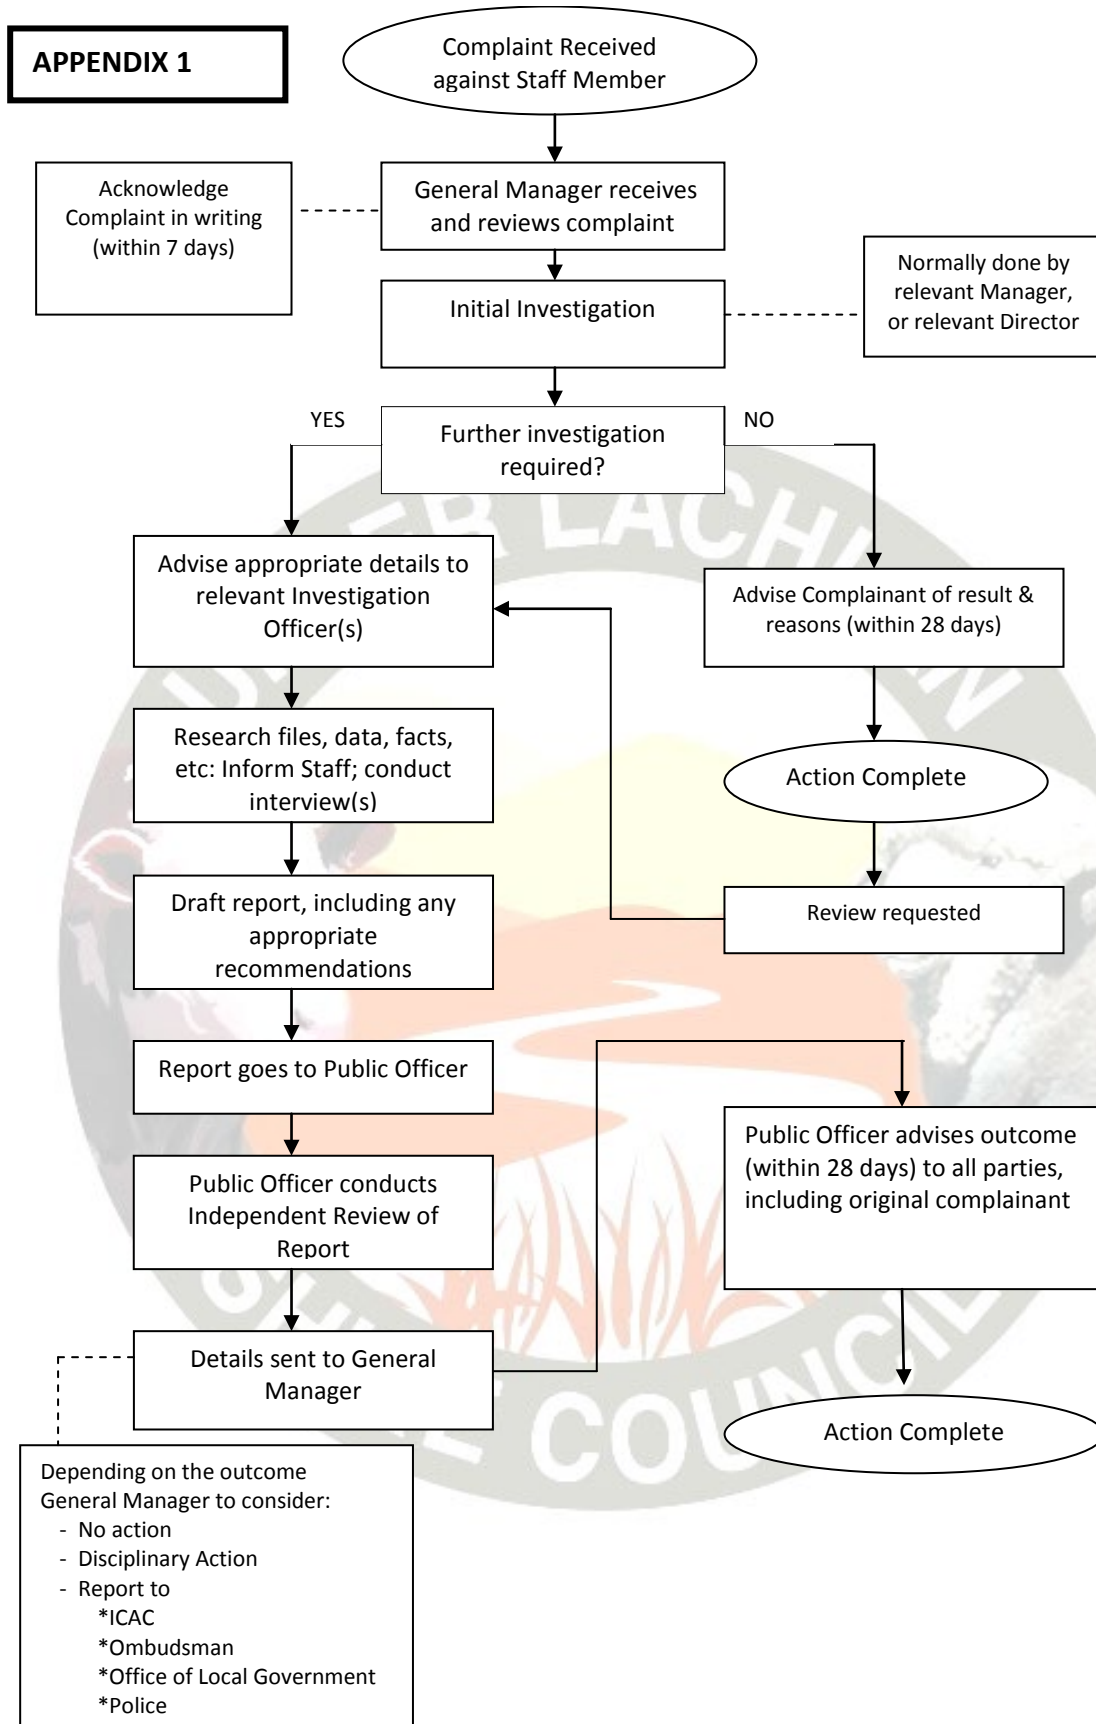 APPENDIX 1
Complaint Received
against Staff Member
Acknowledge
Complaint in writing
(within 7 days)
General Manager receives
and reviews complaint
Normally done by
relevant Manager,
or relevant Director
Initial Investigation
YES
Further investigation
required?
NO
Advise appropriate details to
relevant Investigation
Officer(s)
Advise Complainant of result &
reasons (within 28 days)
Research files, data, facts,
etc: Inform Staff; conduct
interview(s)
Action Complete
Draft report, including any
appropriate
recommendations
Review requested
Report goes to Public Officer
Public Officer advises outcome
(within 28 days) to all parties,
including original complainant
Public Officer conducts
Independent Review of
Report
Details sent to General
Manager
Action Complete
Depending on the outcome
General Manager to consider:
- No action
- Disciplinary Action
- Report to
*ICAC
*Ombudsman
*Office of Local Government
*Police
UPPER LACHLAN
SHIRE COUNCIL